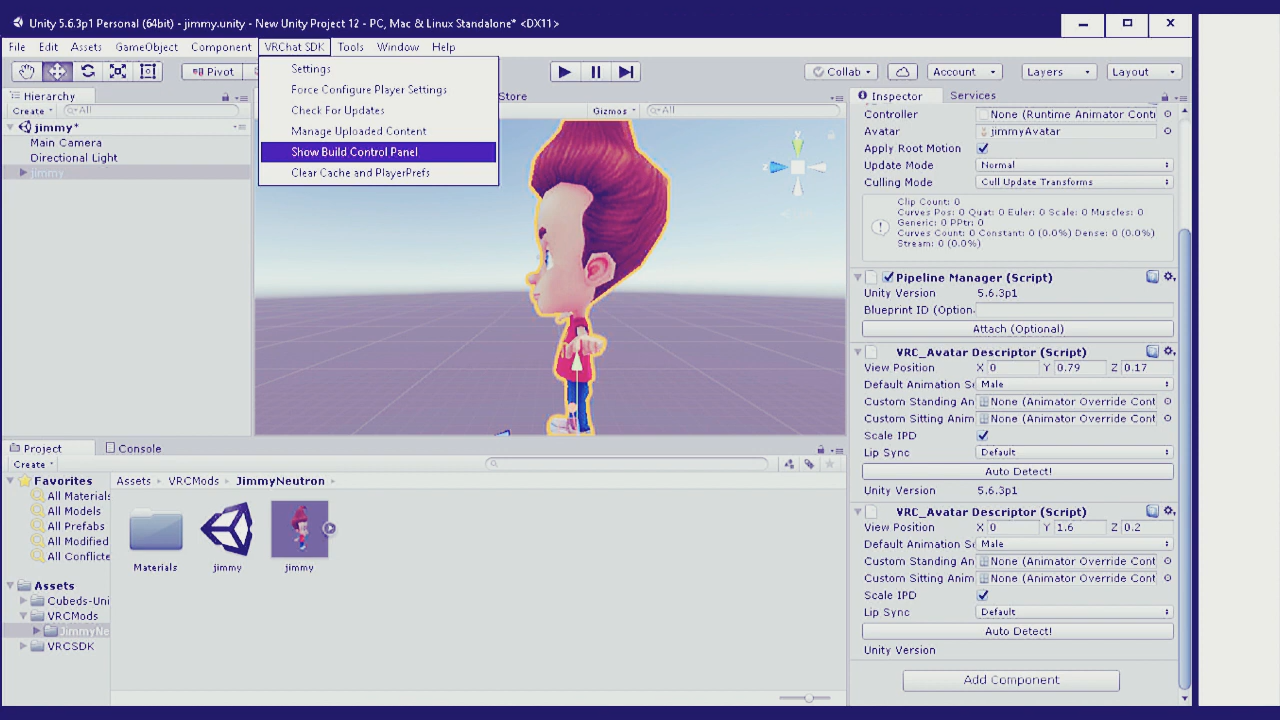 Unity 5.6.3p1 Personal (64bit) - jimmy.unity - New Unity Project 12 - PC, Mac & Linux Standalone* <DX11>
File Edit Assets GameObject Component VRChat SDK Tools Window Help
Pivot Collab Account Layers Layout
Settings
Force Configure Player Settings
Check For Updates
Manage Uploaded Content
Show Build Control Panel
Clear Cache and PlayerPrefs
Hierarchy
Create All
jimmy*
Main Camera
Directional Light
jimmy
Store
Gizmos All
Inspector Services
Controller None (Runtime Animator Conti
Avatar jimmyAvatar
Apply Root Motion
Update Mode Normal
Culling Mode Cull Update Transforms
Clip Count: 0
Curves Pos: 0 Quat: 0 Euler: 0 Scale: 0 Muscles: 0
Generic: 0 PPtr: 0
Curves Count: 0 Constant: 0 (0.0%) Dense: 0 (0.0%)
Stream: 0 (0.0%)
Pipeline Manager (Script)
Unity Version 5.6.3p1
Blueprint ID (Option
Attach (Optional)
VRC_Avatar Descriptor (Script)
View Position X 0 Y 0.79 Z 0.17
Default Animation Se Male
Custom Standing An None (Animator Override Cont
Custom Sitting Anim None (Animator Override Cont
Scale IPD
Lip Sync Default
Auto Detect!
Unity Version 5.6.3p1
VRC_Avatar Descriptor (Script)
View Position X 0 Y 1.6 Z 0.2
Default Animation Se Male
Custom Standing An None (Animator Override Cont
Custom Sitting Anim None (Animator Override Cont
Scale IPD
Lip Sync Default
Auto Detect!
Unity Version
Add Component
Project Console
Create
Favorites
All Materials
All Models
All Prefabs
All Modified
All Conflicte
Assets
Cubeds-Uni
VRCMods
JimmyNe
VRCSDK
Assets VRCMods JimmyNeutron
Materials jimmy jimmy